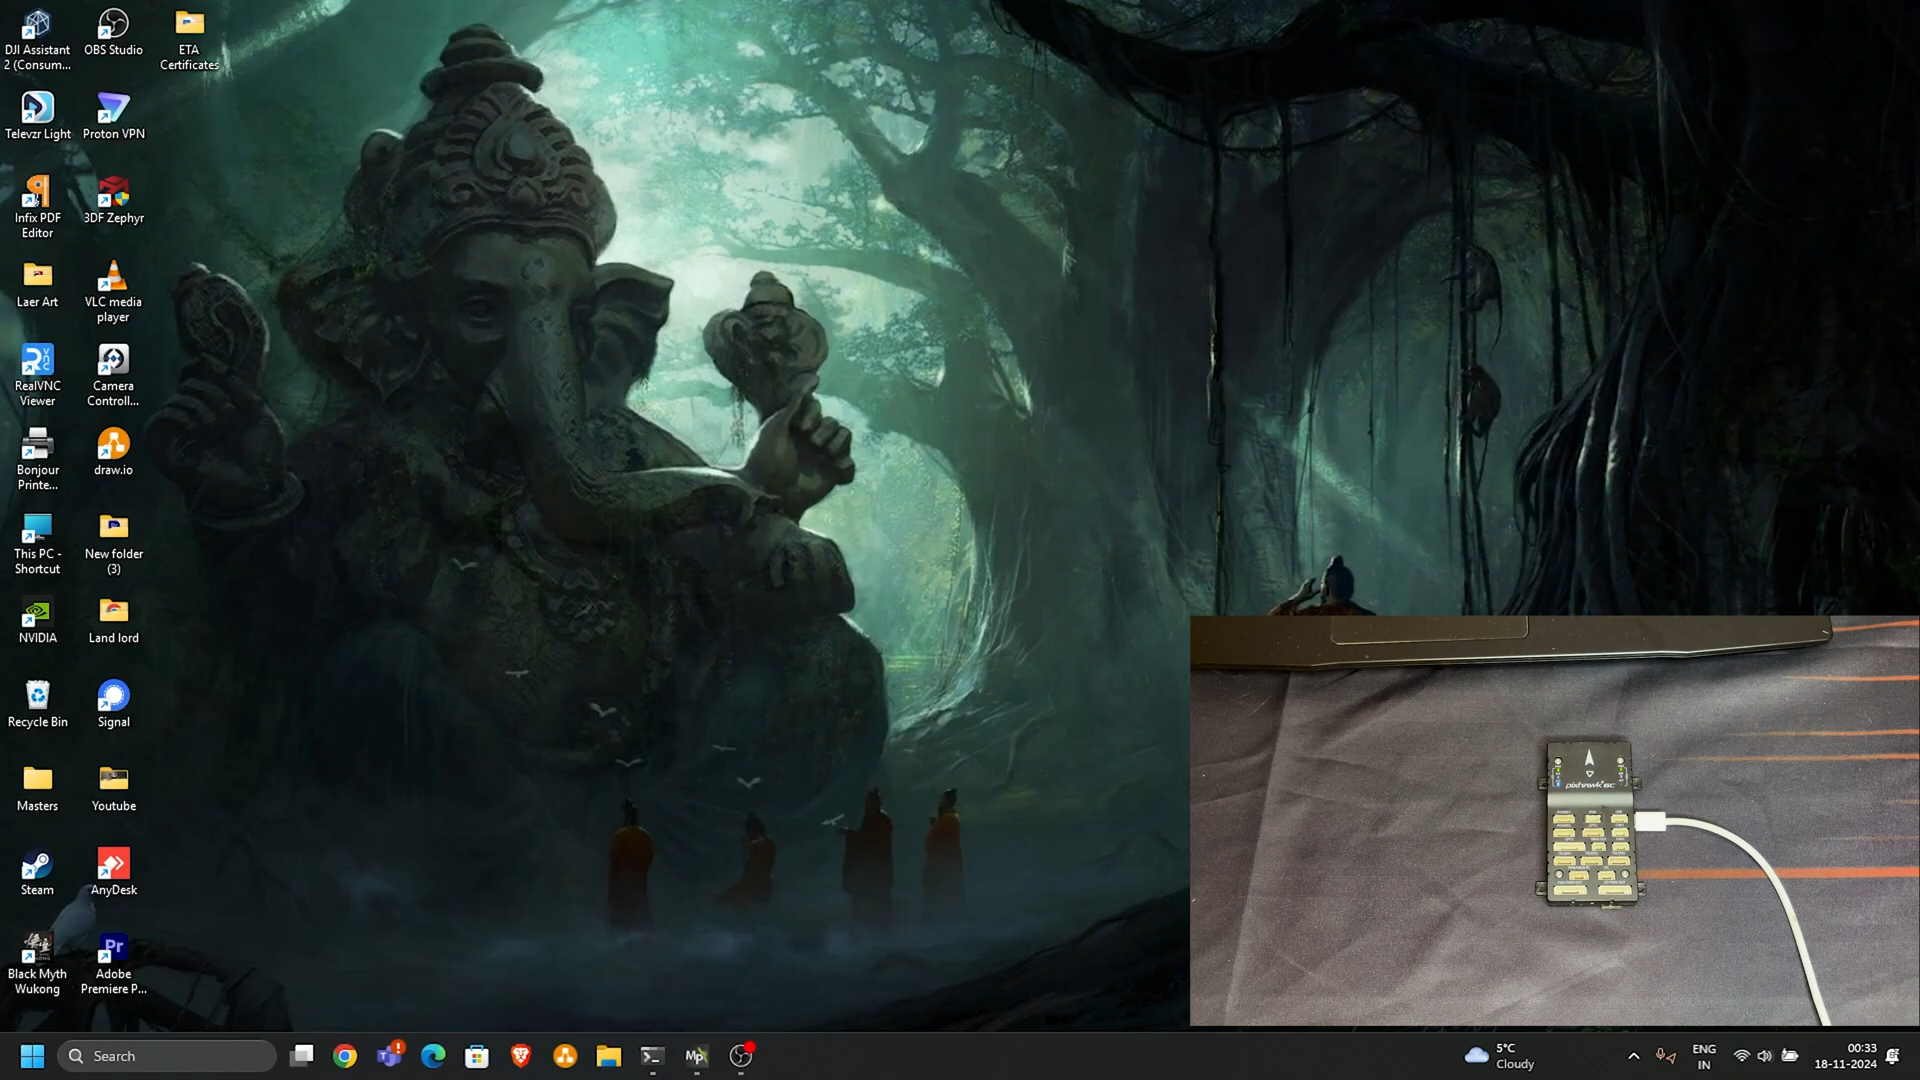 DJI Assistant
2 (Consum...
OBS Studio
ETA
Certificates
Televzr Light
Proton VPN
Infix PDF
Editor
3DF Zephyr
Laer Art
VLC media
player
RealVNC
Viewer
Camera
Controll...
Bonjour
Printe...
draw.io
This PC -
Shortcut
New folder
(3)
NVIDIA
Land lord
Recycle Bin
Signal
Masters
Youtube
Steam
AnyDesk
Black Myth
Wukong
Adobe
Premiere P...
pixhawk 6C
Search
5°C
Cloudy
ENG
IN
00:33
18-11-2024